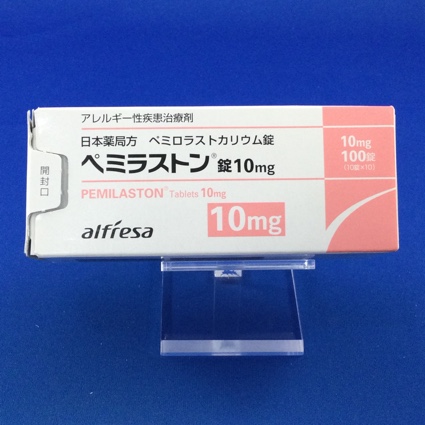 アレルギー性疾患治療剤
日本薬局方 ペミロラストカリウム錠
ペミラストン®錠10mg
PEMILASTON® Tablets 10mg
10mg
alfresa
10mg
100錠
(10錠×10)
開封口